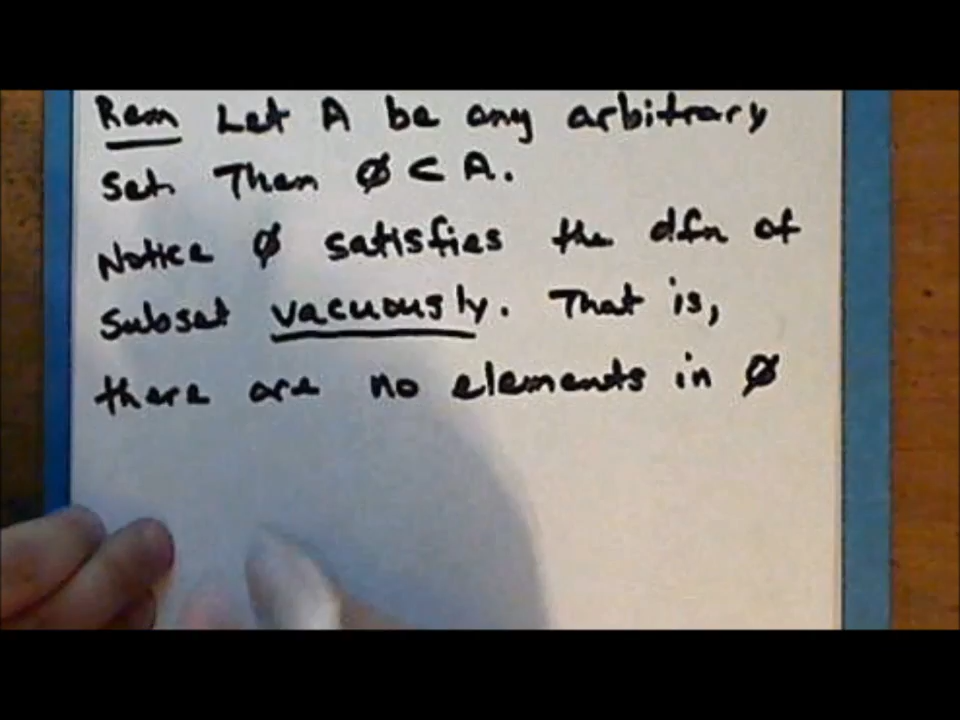 Rem Let A be any arbitrary
set. Then ∅ ⊂ A.
Notice ∅ satisfies the dfn of
subset vacuously. That is,
there are no elements in ∅